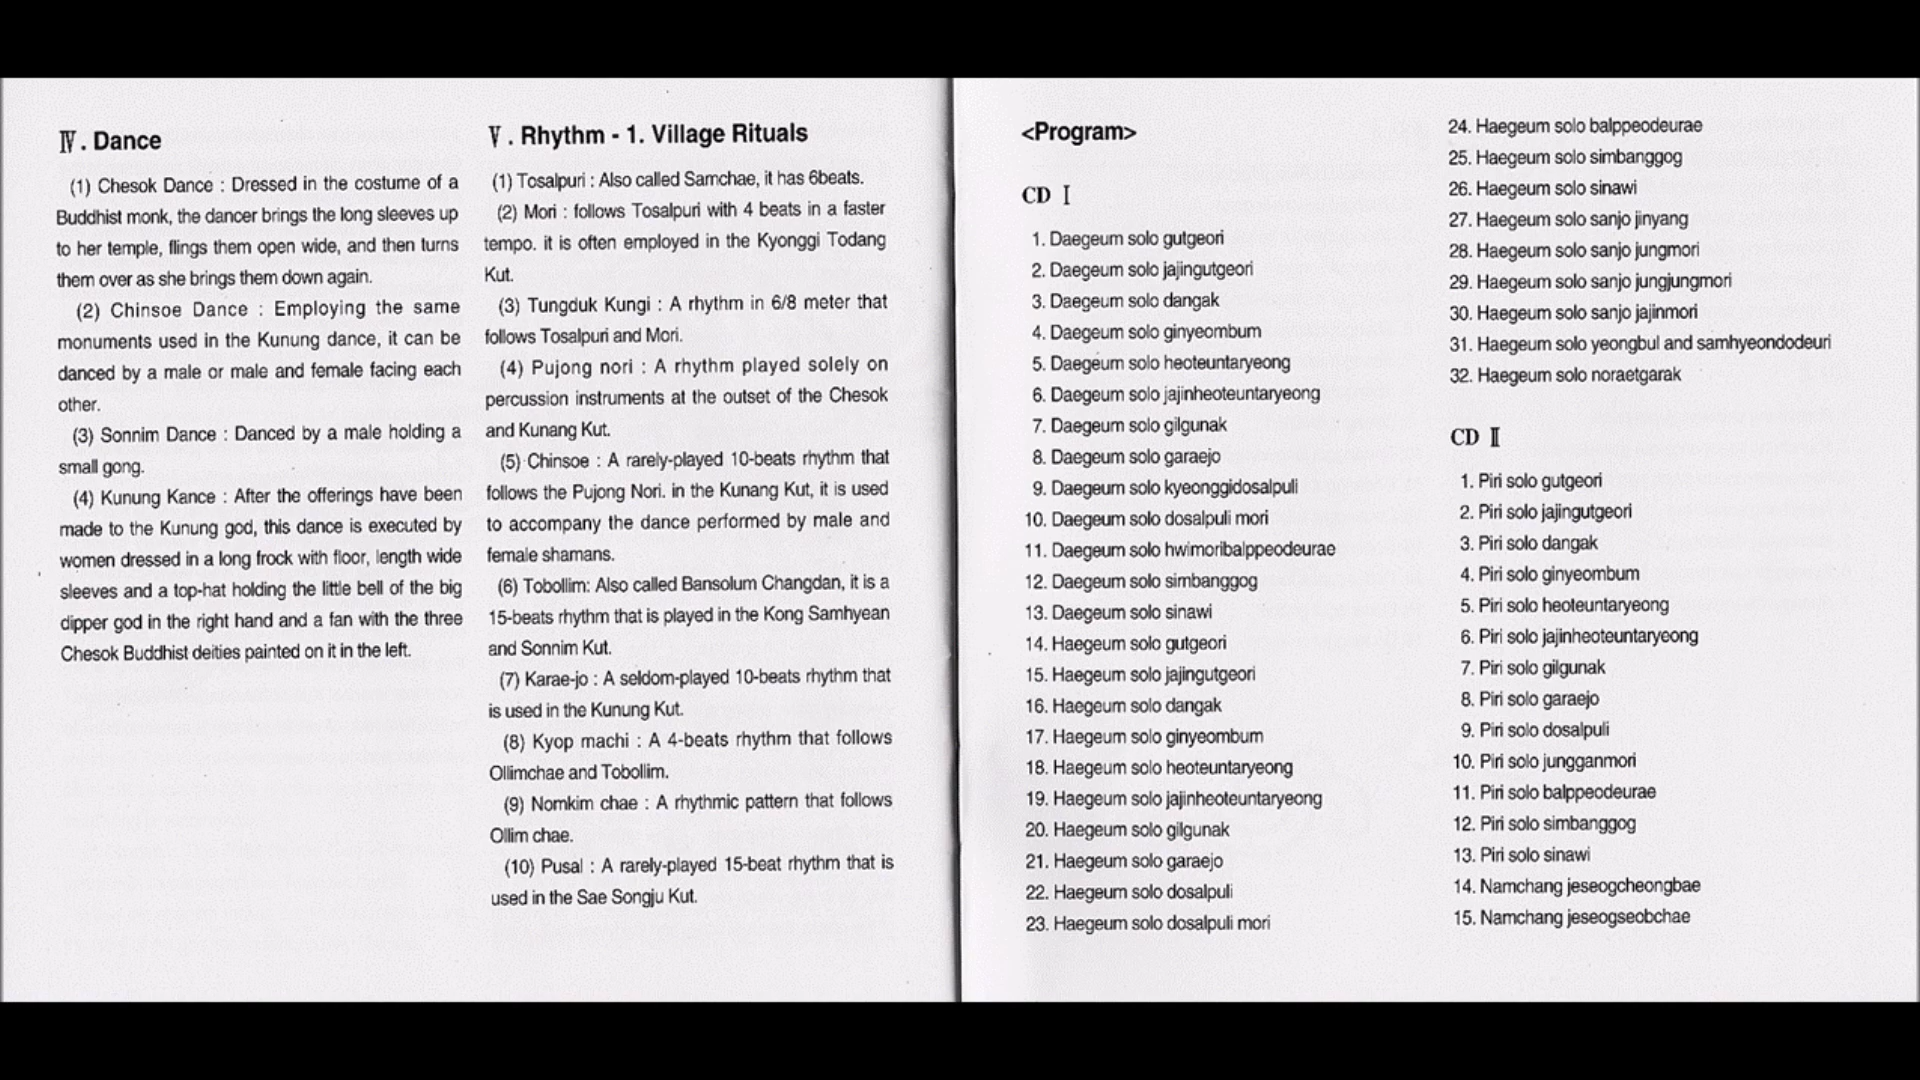 Ⅳ. Dance
(1) Chesok Dance : Dressed in the costume of a
Buddhist monk, the dancer brings the long sleeves up
to her temple, flings them open wide, and then turns
them over as she brings them down again.
(2) Chinsoe Dance : Employing the same
monuments used in the Kunung dance, it can be
danced by a male or male and female facing each
other.
(3) Sonnim Dance : Danced by a male holding a
small gong.
(4) Kunung Kance : After the offerings have been
made to the Kunung god, this dance is executed by
women dressed in a long frock with floor, length wide
sleeves and a top-hat holding the little bell of the big
dipper god in the right hand and a fan with the three
Chesok Buddhist deities painted on it in the left.
Ⅴ. Rhythm - 1. Village Rituals
(1) Tosalpuri : Also called Samchae, it has 6beats.
(2) Mori : follows Tosalpuri with 4 beats in a faster
tempo. it is often employed in the Kyonggi Todang
Kut.
(3) Tungduk Kungi : A rhythm in 6/8 meter that
follows Tosalpuri and Mori.
(4) Pujong nori : A rhythm played solely on
percussion instruments at the outset of the Chesok
and Kunang Kut.
(5) Chinsoe : A rarely-played 10-beats rhythm that
follows the Pujong Nori. in the Kunang Kut, it is used
to accompany the dance performed by male and
female shamans.
(6) Tobollim: Also called Bansolum Changdan, it is a
15-beats rhythm that is played in the Kong Samhyean
and Sonnim Kut.
(7) Karae-jo : A seldom-played 10-beats rhythm that
is used in the Kunung Kut.
(8) Kyop machi : A 4-beats rhythm that follows
Ollimchae and Tobollim.
(9) Nomkim chae : A rhythmic pattern that follows
Ollim chae.
(10) Pusal : A rarely-played 15-beat rhythm that is
used in the Sae Songju Kut.
<Program>
CD Ⅰ
1. Daegeum solo gutgeori
2. Daegeum solo jajingutgeori
3. Daegeum solo dangak
4. Daegeum solo ginyeombum
5. Daegeum solo heoteuntaryeong
6. Daegeum solo jajinheoteuntaryeong
7. Daegeum solo gilgunak
8. Daegeum solo garaejo
9. Daegeum solo kyeonggidosalpuli
10. Daegeum solo dosalpuli mori
11. Daegeum solo hwimoribalppeodeurae
12. Daegeum solo simbanggog
13. Daegeum solo sinawi
14. Haegeum solo gutgeori
15. Haegeum solo jajingutgeori
16. Haegeum solo dangak
17. Haegeum solo ginyeombum
18. Haegeum solo heoteuntaryeong
19. Haegeum solo jajinheoteuntaryeong
20. Haegeum solo gilgunak
21. Haegeum solo garaejo
22. Haegeum solo dosalpuli
23. Haegeum solo dosalpuli mori
24. Haegeum solo balppeodeurae
25. Haegeum solo simbanggog
26. Haegeum solo sinawi
27. Haegeum solo sanjo jinyang
28. Haegeum solo sanjo jungmori
29. Haegeum solo sanjo jungjungmori
30. Haegeum solo sanjo jajinmori
31. Haegeum solo yeongbul and samhyeondodeuri
32. Haegeum solo noraetgarak
CD Ⅱ
1. Piri solo gutgeori
2. Piri solo jajingutgeori
3. Piri solo dangak
4. Piri solo ginyeombum
5. Piri solo heoteuntaryeong
6. Piri solo jajinheoteuntaryeong
7. Piri solo gilgunak
8. Piri solo garaejo
9. Piri solo dosalpuli
10. Piri solo jungganmori
11. Piri solo balppeodeurae
12. Piri solo simbanggog
13. Piri solo sinawi
14. Namchang jeseogcheongbae
15. Namchang jeseogseobchae